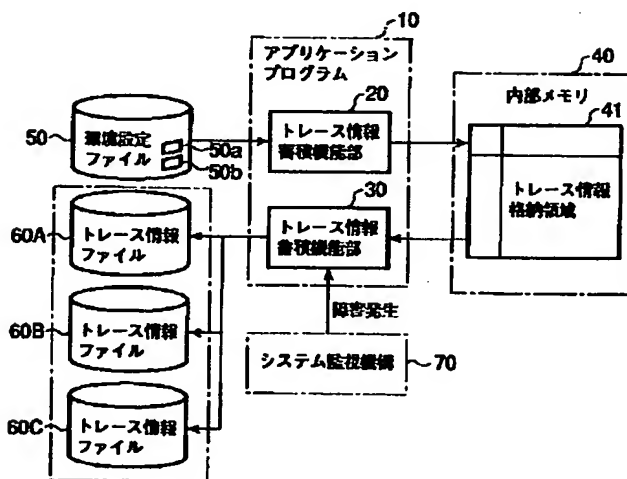 10
アプリケーション
プログラム
20
トレース情報
蓄積機能部
30
トレース情報
蓄積機能部
40
内部メモリ
41
トレース情報
格納領域
50
環境設定
ファイル
50a
50b
60A
トレース情報
ファイル
60B
トレース情報
ファイル
60C
トレース情報
ファイル
障害発生
システム監視機構
70